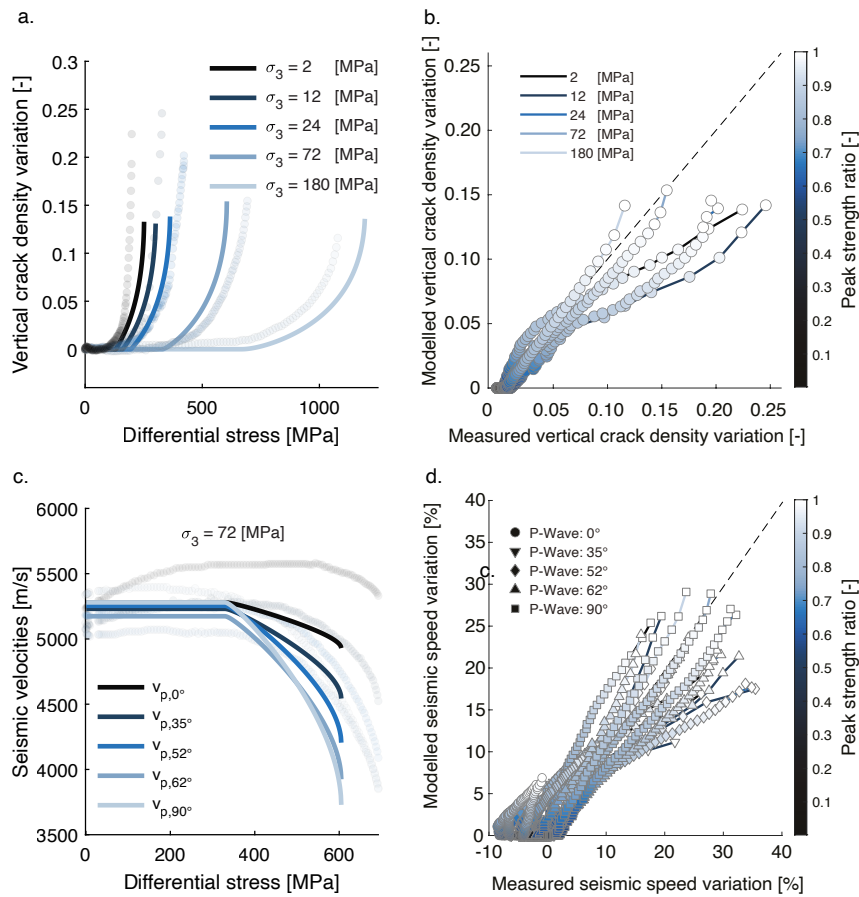 a.
Vertical crack density variation [-]
0.3
0.25
0.2
0.15
0.1
0.05
0
σ3 = 2 [MPa]
σ3 = 12 [MPa]
σ3 = 24 [MPa]
σ3 = 72 [MPa]
σ3 = 180 [MPa]
0 500 1000
Differential stress [MPa]
b.
Modelled vertical crack density variation [-]
0.25
0.20
0.15
0.10
0.05
0
2 [MPa]
12 [MPa]
24 [MPa]
72 [MPa]
180 [MPa]
0 0.05 0.10 0.15 0.20 0.25
Measured vertical crack density variation [-]
1
0.9
0.8
0.7
0.6
0.5
0.4
0.3
0.2
0.1
Peak strength ratio [-]
c.
Seismic velocities [m/s]
6000
5500
5000
4500
4000
3500
σ3 = 72 [MPa]
vp,0°
vp,35°
vp,52°
vp,62°
vp,90°
0 200 400 600
Differential stress [MPa]
d.
Modelled seismic speed variation [%]
40
35
c.
30
25
20
15
10
5
0
P-Wave: 0°
P-Wave: 35°
P-Wave: 52°
P-Wave: 62°
P-Wave: 90°
-10 0 10 20 30 40
Measured seismic speed variation [%]
1
0.9
0.8
0.7
0.6
0.5
0.4
0.3
0.2
0.1
Peak strength ratio [-]